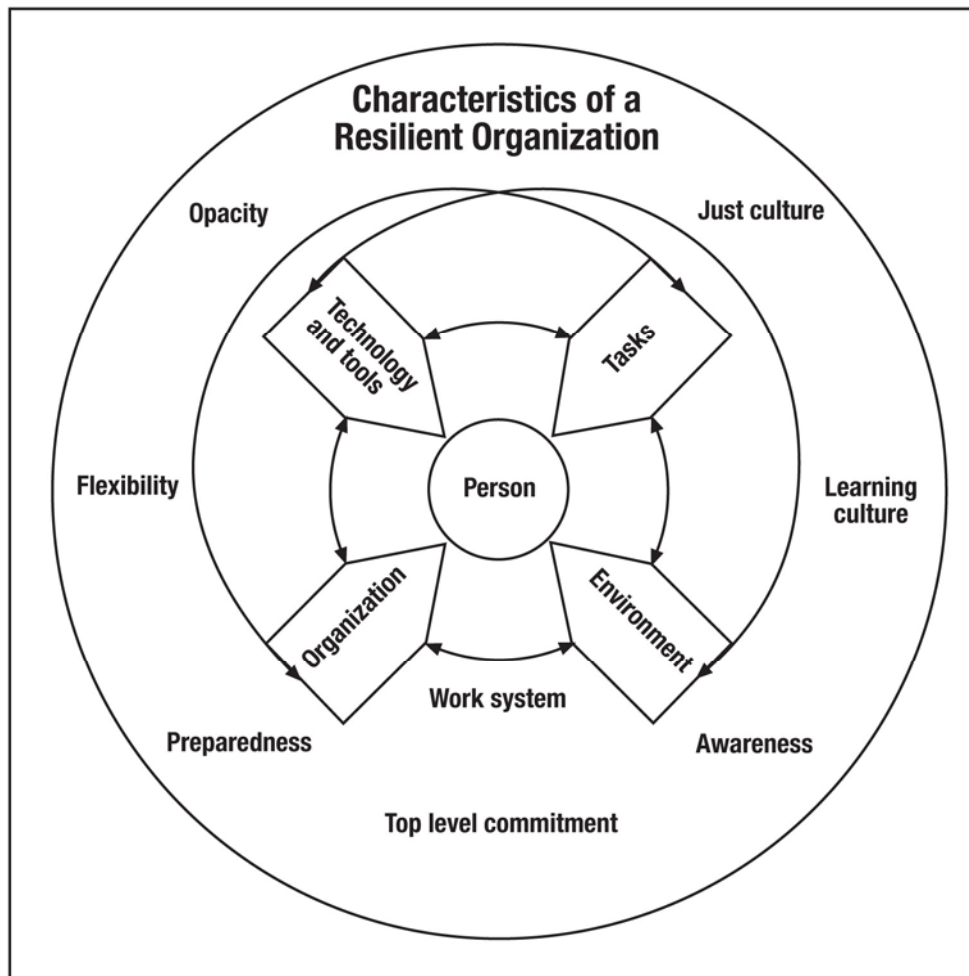 Characteristics of a
Resilient Organization
Opacity
Just culture
Technology
and tools
Tasks
Flexibility
Person
Learning
culture
Organization
Environment
Work system
Preparedness
Awareness
Top level commitment